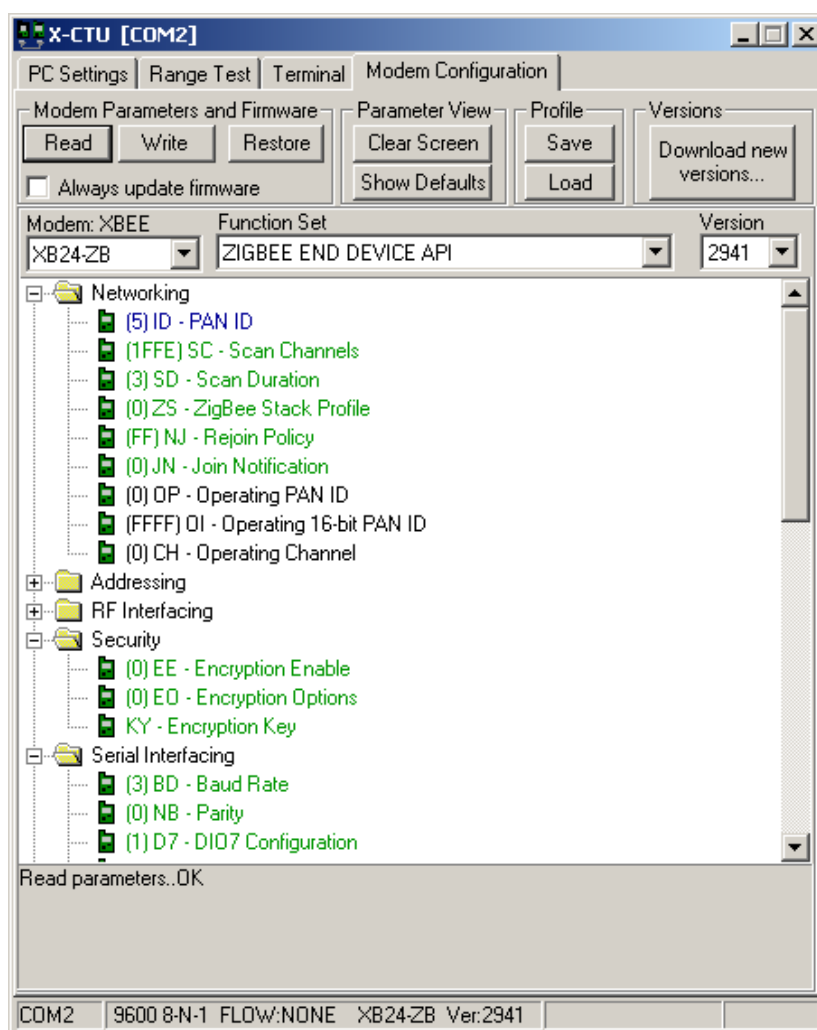 X-CTU [COM2]
PC Settings Range Test Terminal Modem Configuration
Modem Parameters and Firmware Parameter View Profile Versions
Read Write Restore Clear Screen Save Download new versions...
Always update firmware Show Defaults Load
Modem: XBEE Function Set Version
XB24-ZB ZIGBEE END DEVICE API 2941
Networking
(5) ID - PAN ID
(1FFE) SC - Scan Channels
(3) SD - Scan Duration
(0) ZS - ZigBee Stack Profile
(FF) NJ - Rejoin Policy
(0) JN - Join Notification
(0) OP - Operating PAN ID
(FFFF) OI - Operating 16-bit PAN ID
(0) CH - Operating Channel
Addressing
RF Interfacing
Security
(0) EE - Encryption Enable
(0) EO - Encryption Options
KY - Encryption Key
Serial Interfacing
(3) BD - Baud Rate
(0) NB - Parity
(1) D7 - DIO7 Configuration
Read parameters..OK
COM2 9600 8-N-1 FLOW:NONE XB24-ZB Ver:2941